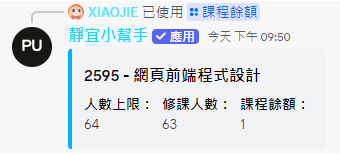 XIAOJIE 已使用 課程餘額
PU
靜宜小幫手 ✓ 應用 今天 下午 09:50
2595 - 網頁前端程式設計
人數上限： 修課人數： 課程餘額：
64 63 1